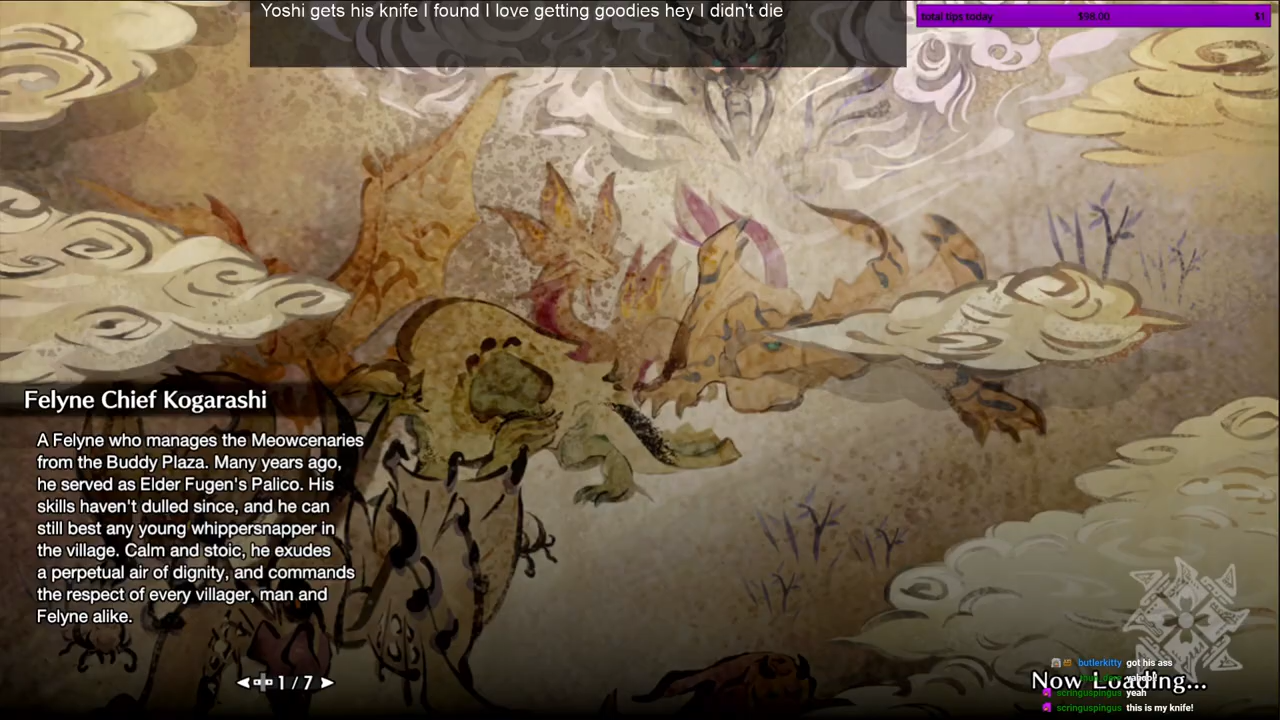 Yoshi gets his knife I found I love getting goodies hey I didn't die
total tips today $98.00 $1
Felyne Chief Kogarashi
A Felyne who manages the Meowcenaries
from the Buddy Plaza. Many years ago,
he served as Elder Fugen's Palico. His
skills haven't dulled since, and he can
still best any young whippersnapper in
the village. Calm and stoic, he exudes
a perpetual air of dignity, and commands
the respect of every villager, man and
Felyne alike.
1 / 7
butlerkitty got his ass
Now Loading...
yahoo!
scringuspingus yeah
scringuspingus this is my knife!